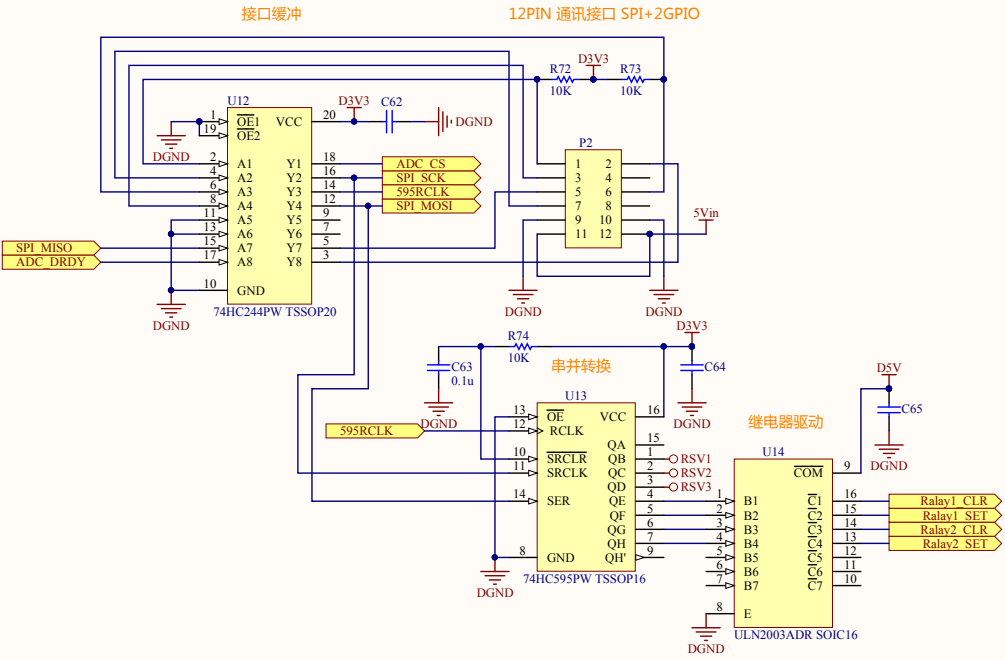 接口缓冲
12PIN 通讯接口 SPI+2GPIO
D3V3
R72
R73
10K
10K
U12
D3V3
C62
DGND
1
19
OE1
OE2
VCC
20
DGND
2
4
6
8
11
13
15
17
10
A1
A2
A3
A4
A5
A6
A7
A8
GND
Y1
Y2
Y3
Y4
Y5
Y6
Y7
Y8
18
16
14
12
9
7
5
3
ADC_CS
SPI_SCK
595RCLK
SPI_MOSI
SPI_MISO
ADC_DRDY
DGND
74HC244PW TSSOP20
P2
1 2
3 4
5 6
7 8
9 10
11 12
5Vin
DGND
DGND
D3V3
R74
10K
C63
0.1u
DGND
C64
DGND
串并转换
U13
595RCLK
13
12
10
11
14
8
OE
RCLK
SRCLR
SRCLK
SER
GND
VCC
QA
QB
QC
QD
QE
QF
QG
QH
QH'
16
15
1
2
3
4
5
6
7
9
RSV1
RSV2
RSV3
DGND
74HC595PW TSSOP16
继电器驱动
D5V
C65
DGND
U14
1
2
3
4
5
6
7
8
B1
B2
B3
B4
B5
B6
B7
E
COM
C1
C2
C3
C4
C5
C6
C7
9
16
15
14
13
12
11
10
Ralay1_CLR
Ralay1_SET
Ralay2_CLR
Ralay2_SET
DGND
ULN2003ADR SOIC16